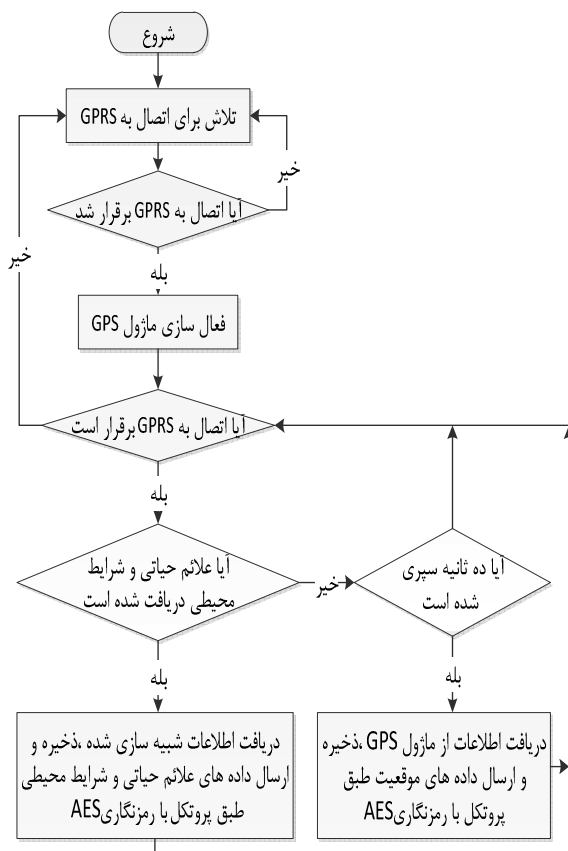 شروع
تلاش برای اتصال به GPRS
خیر
آیا اتصال به GPRS برقرار شد
خیر
بله
فعال سازی ماژول GPS
آیا اتصال به GPRS برقرار است
بله
آیا علائم حیاتی و شرایط
محیطی دریافت شده است
خیر
آیا ده ثانیه سپری
شده است
بله
بله
دریافت اطلاعات شبیه سازی شده ،ذخیره و
ارسال داده های علائم حیاتی و شرایط محیطی
طبق پروتکل با رمزنگاریAES
دریافت اطلاعات از ماژول GPS ،ذخیره
و ارسال داده های موقعیت طبق
پروتکل با رمزنگاریAES